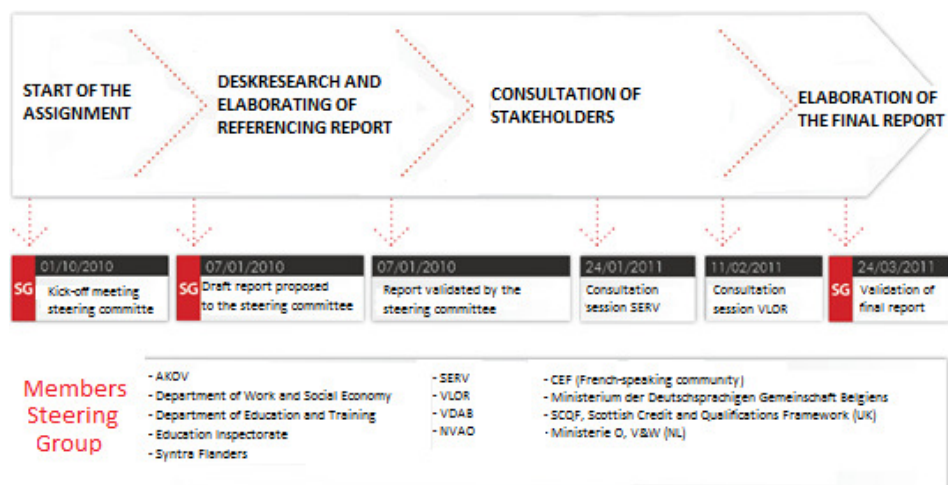 START OF THE
ASSIGNMENT
DESKRESEARCH AND
ELABORATING OF
REFERENCING REPORT
CONSULTATION OF
STAKEHOLDERS
ELABORATION OF
THE FINAL REPORT
SG
01/10/2010
Kick-off meeting
steering committe
SG
07/01/2010
Draft report proposed
to the steering committee
07/01/2010
Report validated by the
steering committee
24/01/2011
Consultation
session SERV
11/02/2011
Consultation
session VLOR
SG
24/03/2011
Validation of
final report
Members
Steering
Group
- AKOV
- Department of Work and Social Economy
- Department of Education and Training
- Education Inspectorate
- Syntra Flanders
- SERV
- VLOR
- VDAB
- NVAO
- CEF (French-speaking community)
- Ministerium der Deutschsprachigen Gemeinschaft Belgiens
- SCQF, Scottish Credit and Qualifications Framework (UK)
- Ministerie O, V&W (NL)